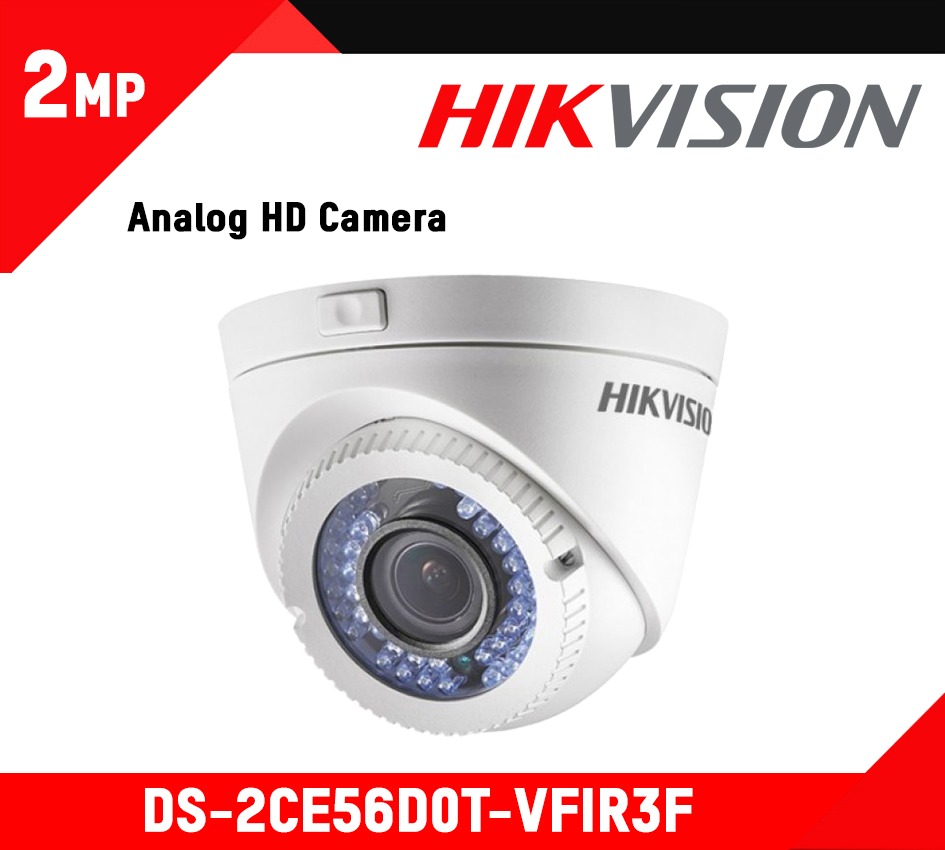 2MP
HIKVISION
Analog HD Camera
HIKVISIO
DS-2CE56D0T-VFIR3F